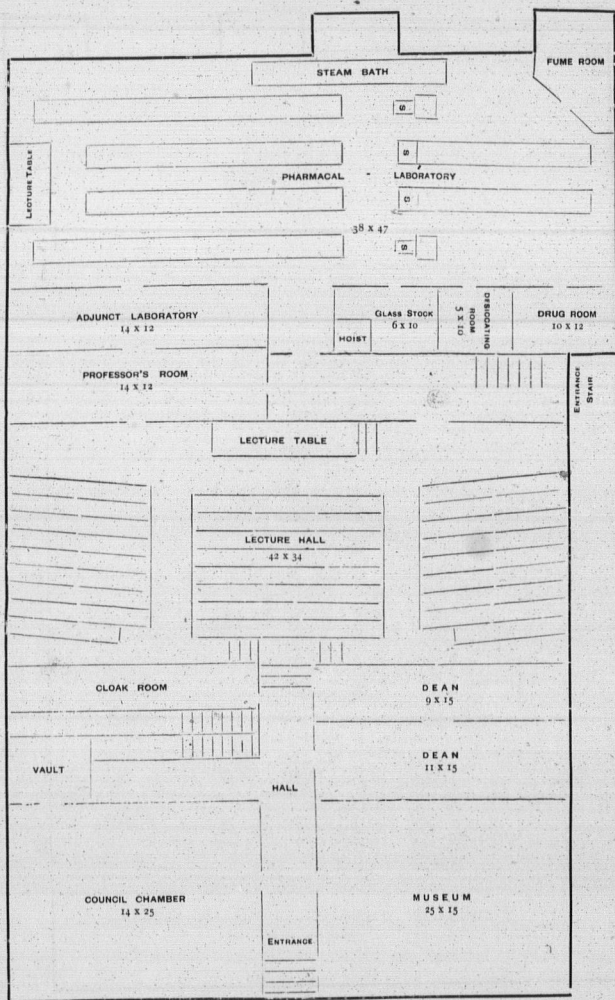 FUME ROOM
STEAM BATH
S
S
LECTURE TABLE
PHARMACAL - LABORATORY
S
38 X 47
S
ADJUNCT LABORATORY
14 X 12
GLASS STOCK
6 X 10
HOIST
DESICCATING
ROOM
5 X 10
DRUG ROOM
10 X 12
PROFESSOR'S ROOM
14 X 12
ENTRANCE
STAIR
LECTURE TABLE
LECTURE HALL
42 X 34
CLOAK ROOM
DEAN
9 X 15
VAULT
DEAN
11 X 15
HALL
COUNCIL CHAMBER
14 X 25
MUSEUM
25 X 15
ENTRANCE